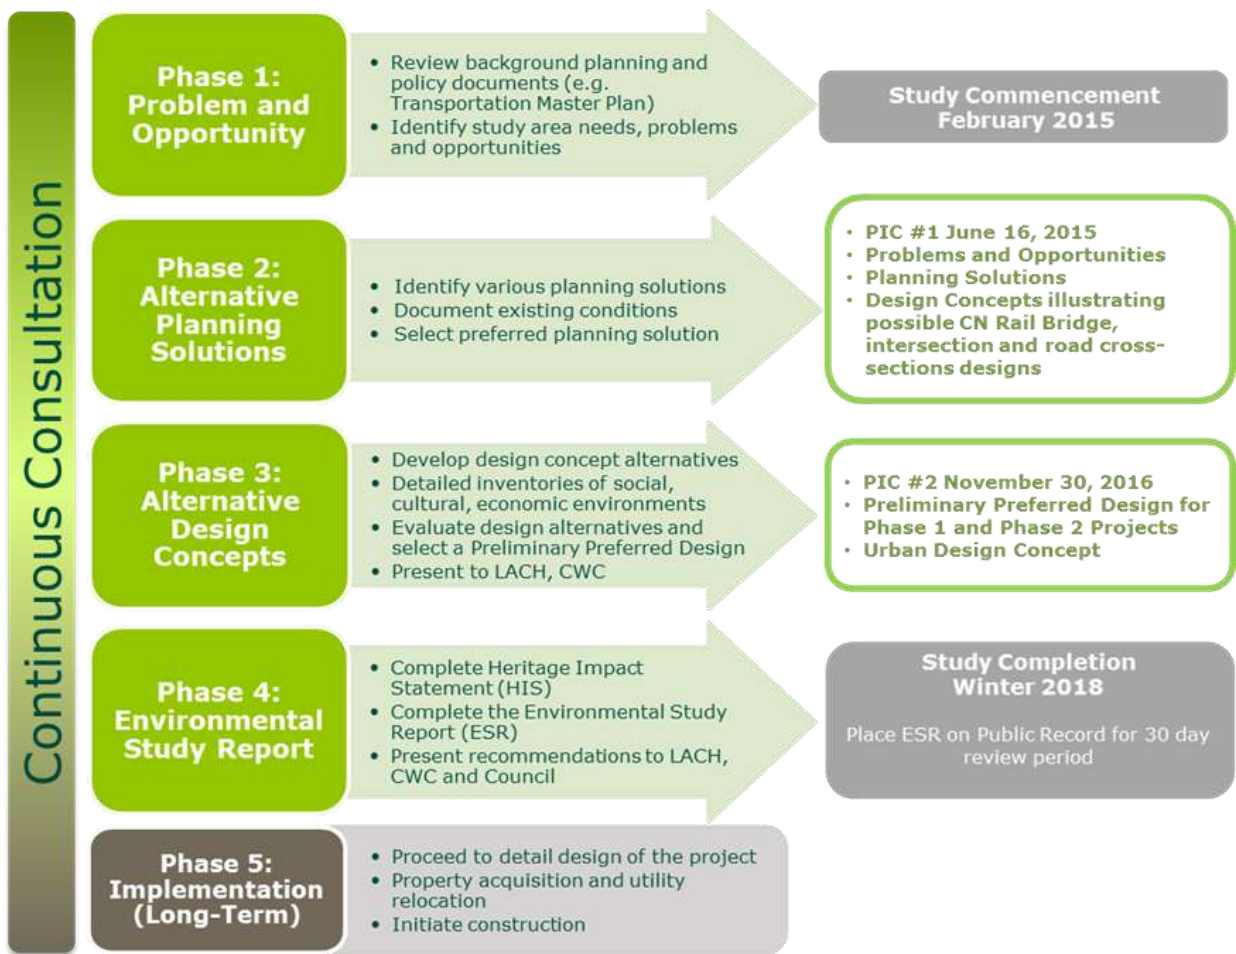 Continuous Consultation
Phase 1:
Problem and
Opportunity
• Review background planning and
policy documents (e.g.
Transportation Master Plan)
• Identify study area needs, problems
and opportunities
Study Commencement
February 2015
Phase 2:
Alternative
Planning
Solutions
• Identify various planning solutions
• Document existing conditions
• Select preferred planning solution
• PIC #1 June 16, 2015
• Problems and Opportunities
• Planning Solutions
• Design Concepts illustrating
possible CN Rail Bridge,
intersection and road cross-
sections designs
Phase 3:
Alternative
Design
Concepts
• Develop design concept alternatives
• Detailed inventories of social,
cultural, economic environments
• Evaluate design alternatives and
select a Preliminary Preferred Design
• Present to LACH, CWC
• PIC #2 November 30, 2016
• Preliminary Preferred Design for
Phase 1 and Phase 2 Projects
• Urban Design Concept
Phase 4:
Environmental
Study Report
• Complete Heritage Impact
Statement (HIS)
• Complete the Environmental Study
Report (ESR)
• Present recommendations to LACH,
CWC and Council
Study Completion
Winter 2018
Place ESR on Public Record for 30 day
review period
Phase 5:
Implementation
(Long-Term)
• Proceed to detail design of the project
• Property acquisition and utility
relocation
• Initiate construction